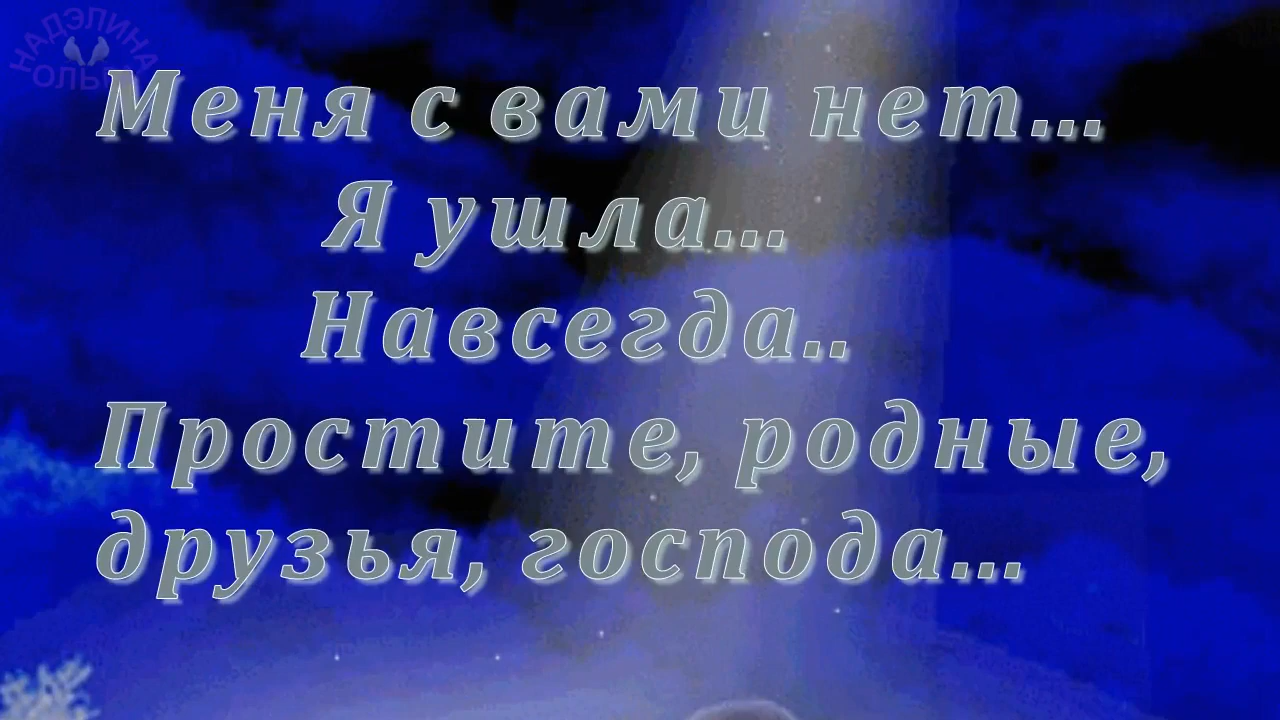 НАДЭЛИНА
Меня с вами нет...
Я ушла...
Навсегда..
Простите, родные,
друзья, господа...